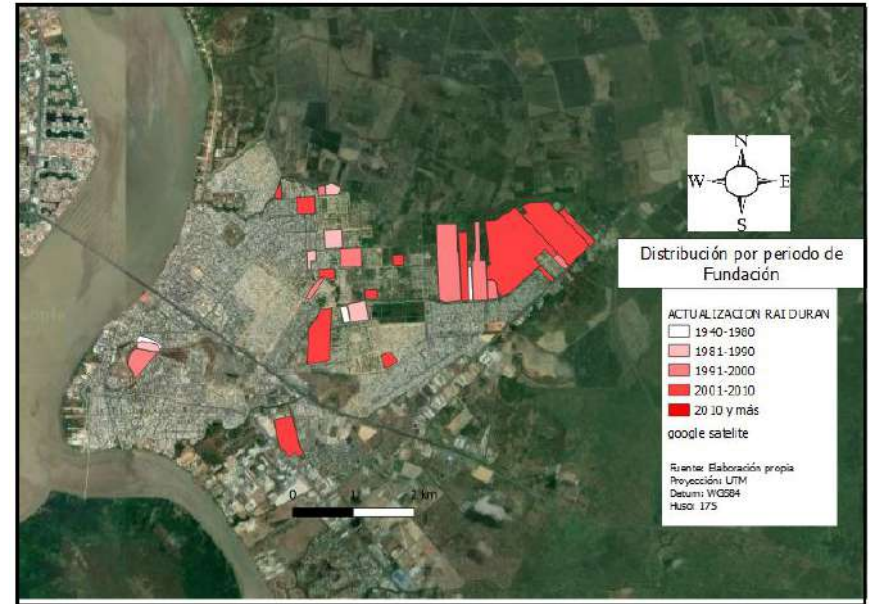 N
W E
S
Distribución por periodo de
Fundación
ACTUALIZACION RAI DURAN
1940-1980
1981-1990
1991-2000
2001-2010
2010 y más
google satelite
Fuente: Elaboración propia
Proyección: UTM
Datum: WGS84
Huso: 17S
0 1 2 km